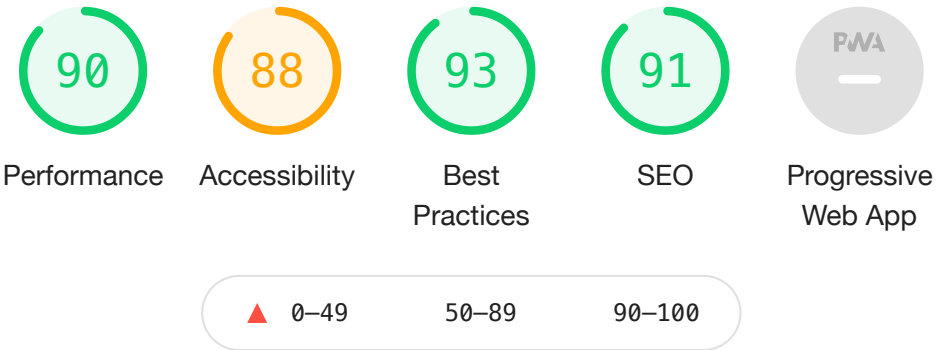 90 88 93 91 PWA
Performance Accessibility Best SEO Progressive
Practices Web App
0–49 50–89 90–100